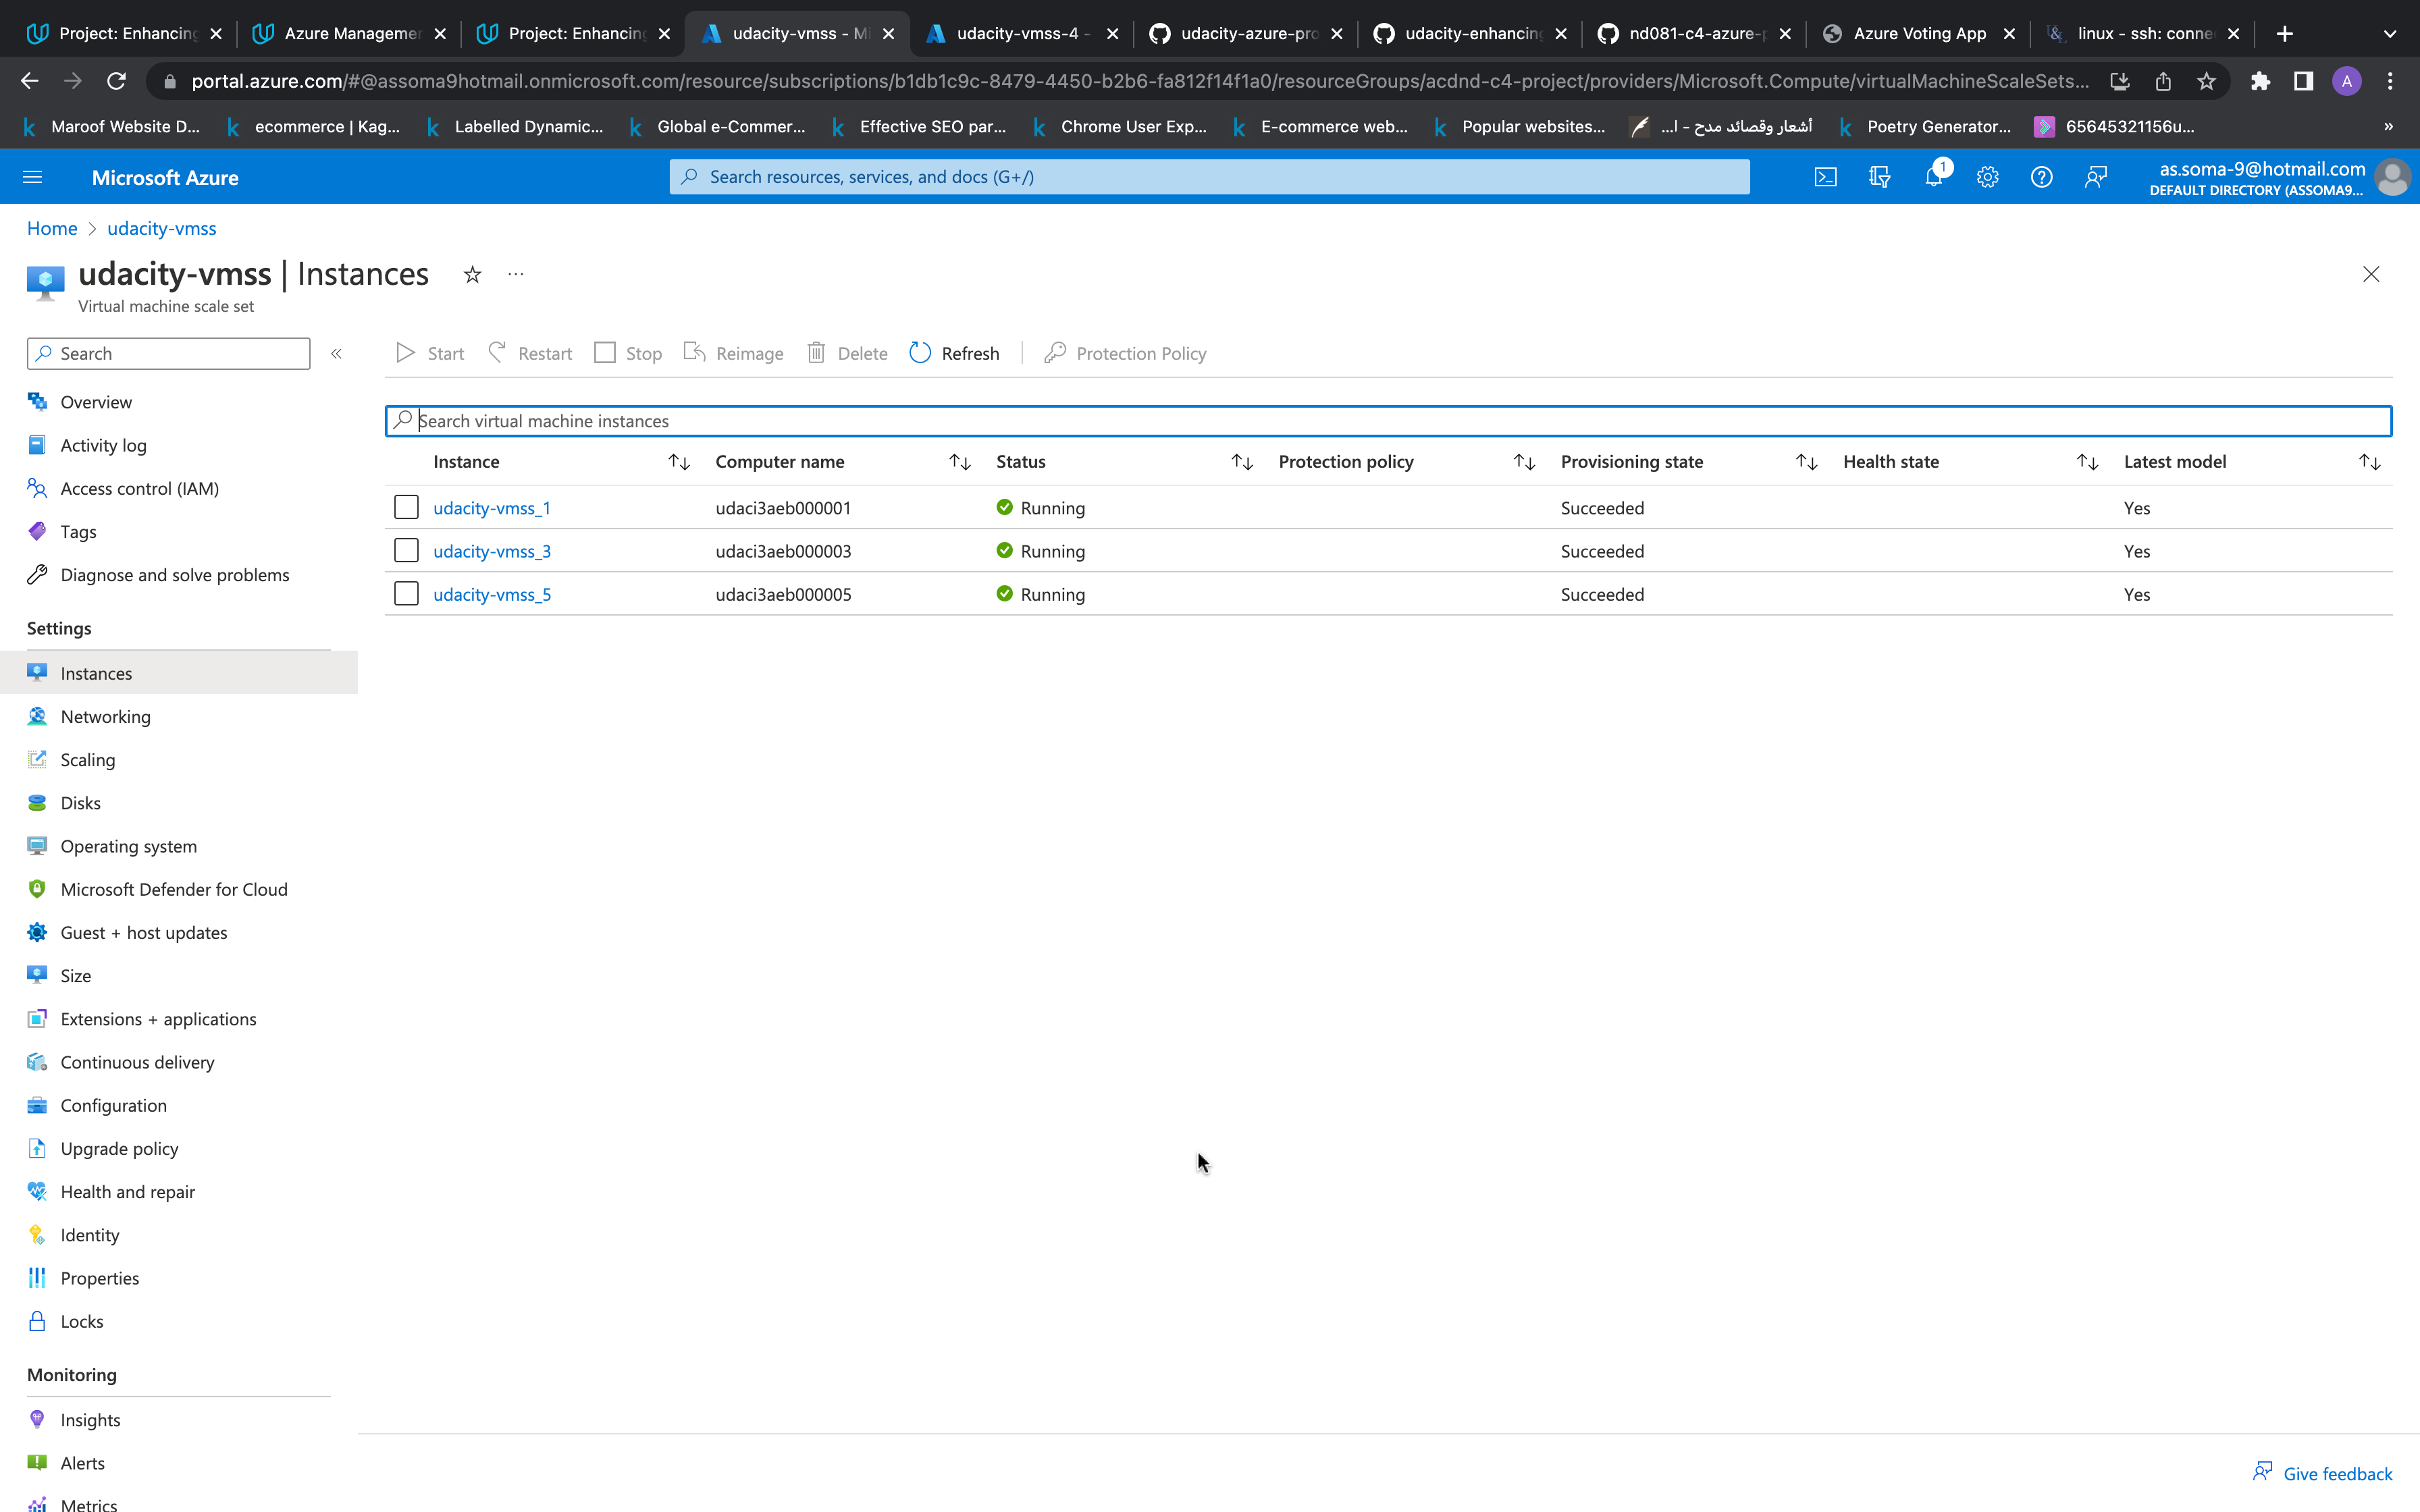 Project: Enhancing
Azure Managemer
Project: Enhancing
udacity-vmss - Mi
udacity-vmss-4 -
udacity-azure-pro
udacity-enhancing
nd081-c4-azure-p
Azure Voting App
linux - ssh: connec
portal.azure.com/#@assoma9hotmail.onmicrosoft.com/resource/subscriptions/b1db1c9c-8479-4450-b2b6-fa812f14f1a0/resourceGroups/acdnd-c4-project/providers/Microsoft.Compute/virtualMachineScaleSets...
A
Maroof Website D...
ecommerce | Kag...
Labelled Dynamic...
Global e-Commer...
Effective SEO par...
Chrome User Exp...
E-commerce web...
Popular websites...
أشعار وقصائد مدح - ا...
Poetry Generator...
65645321156u...
»
Microsoft Azure
Search resources, services, and docs (G+/)
1
as.soma-9@hotmail.com
DEFAULT DIRECTORY (ASSOMA9...
Home > udacity-vmss
udacity-vmss | Instances
...
Virtual machine scale set
Search
«
Start
Restart
Stop
Reimage
Delete
Refresh
Protection Policy
Overview
Activity log
Access control (IAM)
Tags
Diagnose and solve problems
Settings
Instances
Networking
Scaling
Disks
Operating system
Microsoft Defender for Cloud
Guest + host updates
Size
Extensions + applications
Continuous delivery
Configuration
Upgrade policy
Health and repair
Identity
Properties
Locks
Monitoring
Insights
Alerts
Metrics
Search virtual machine instances
Instance Computer name Status Protection policy Provisioning state Health state Latest model
udacity-vmss_1 udaci3aeb000001 Running Succeeded Yes
udacity-vmss_3 udaci3aeb000003 Running Succeeded Yes
udacity-vmss_5 udaci3aeb000005 Running Succeeded Yes
Give feedback